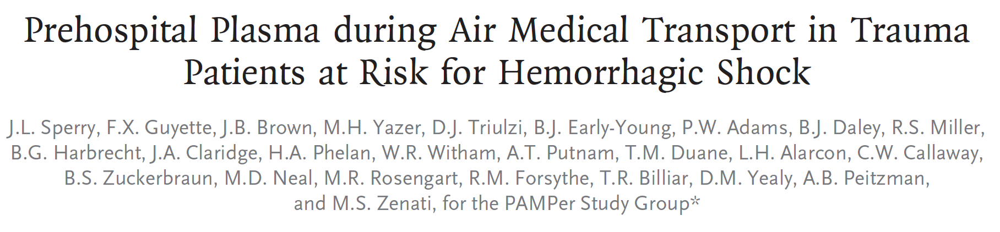 Prehospital Plasma during Air Medical Transport in Trauma
Patients at Risk for Hemorrhagic Shock
J.L. Sperry, F.X. Guyette, J.B. Brown, M.H. Yazer, D.J. Triulzi, B.J. Early-Young, P.W. Adams, B.J. Daley, R.S. Miller,
B.G. Harbrecht, J.A. Claridge, H.A. Phelan, W.R. Witham, A.T. Putnam, T.M. Duane, L.H. Alarcon, C.W. Callaway,
B.S. Zuckerbraun, M.D. Neal, M.R. Rosengart, R.M. Forsythe, T.R. Billiar, D.M. Yealy, A.B. Peitzman,
and M.S. Zenati, for the PAMPer Study Group*